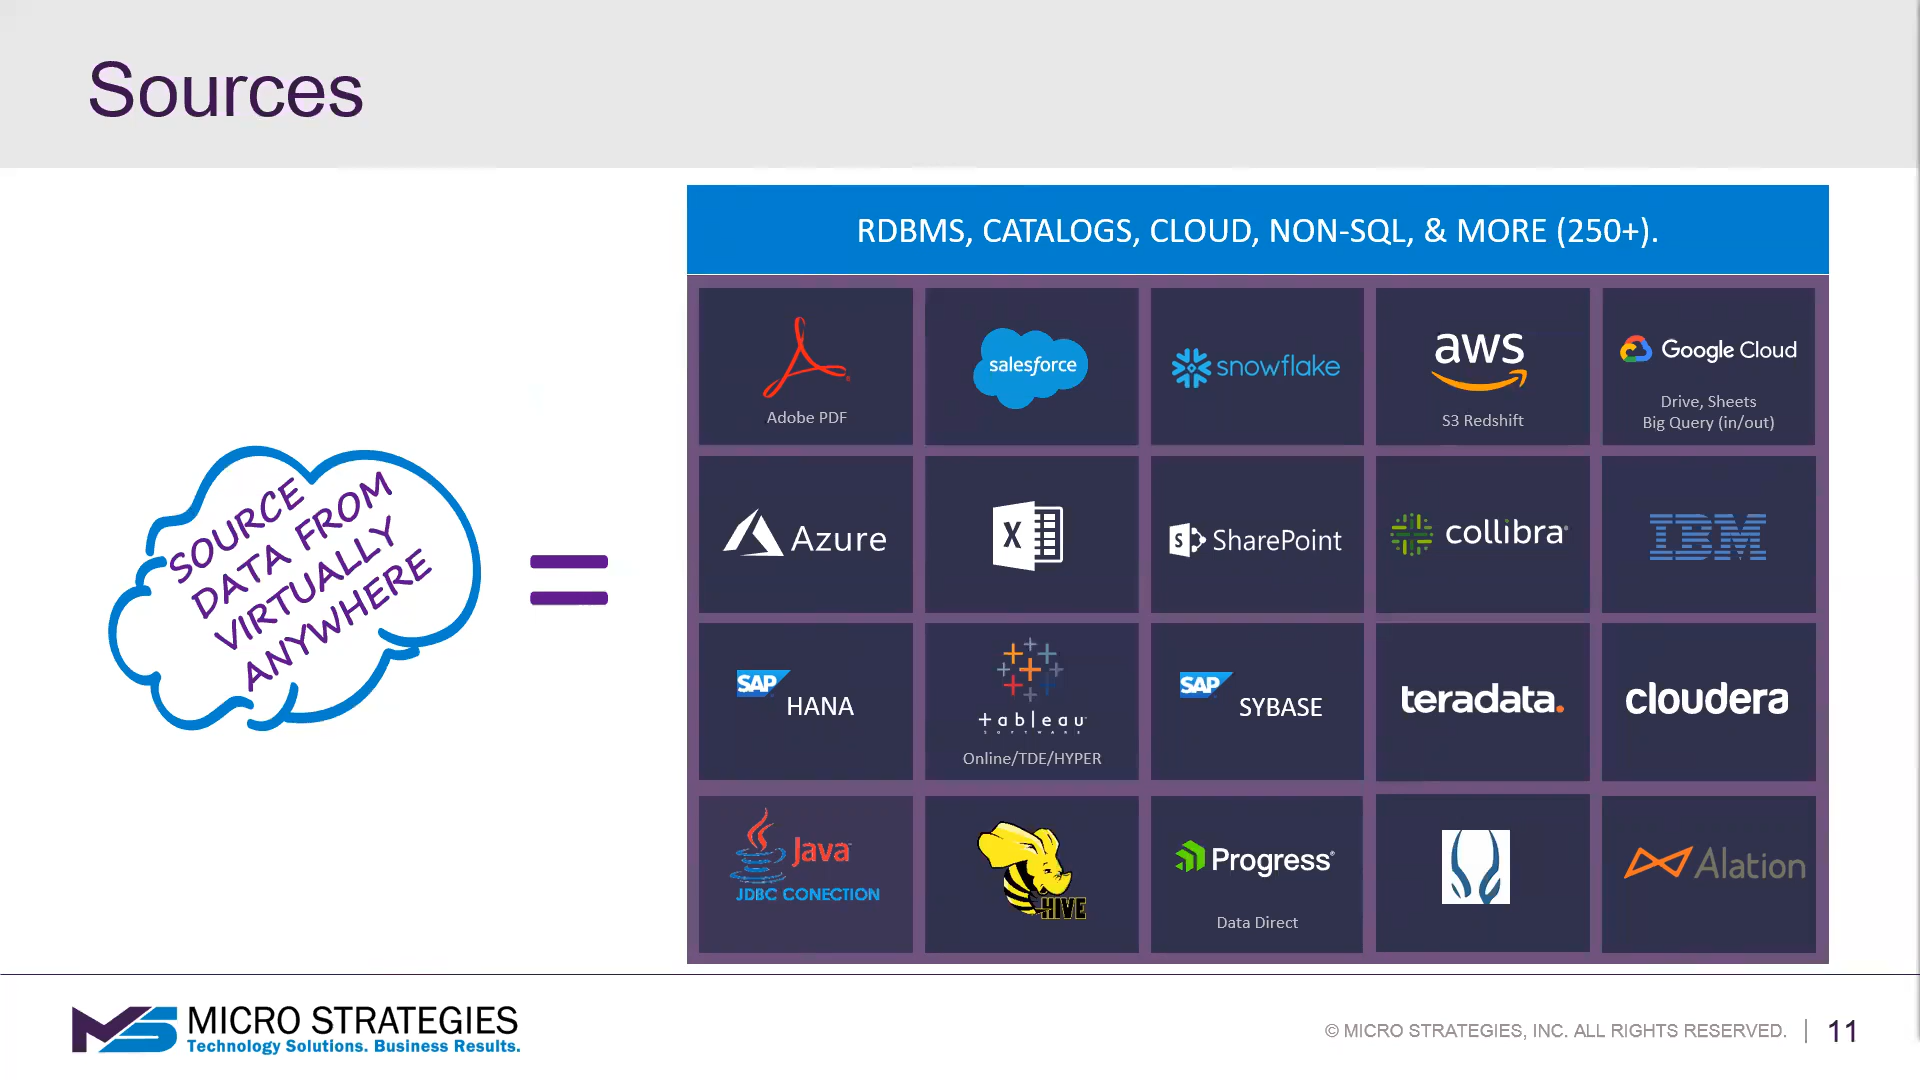 Sources
RDBMS, CATALOGS, CLOUD, NON-SQL, & MORE (250+).
SOURCE
DATA FROM
VIRTUALLY
ANYWHERE
=
Adobe PDF
salesforce
snowflake
aws
S3 Redshift
Google Cloud
Drive, Sheets
Big Query (in/out)
Azure
X
S
SharePoint
collibra
IBM
SAP HANA
+ableau
SOFTWARE
Online/TDE/HYPER
SAP SYBASE
teradata.
cloudera
Java
JDBC CONECTION
HIVE
Progress®
Data Direct
Alation
MS MICRO STRATEGIES
Technology Solutions. Business Results.
© MICRO STRATEGIES, INC. ALL RIGHTS RESERVED. | 11